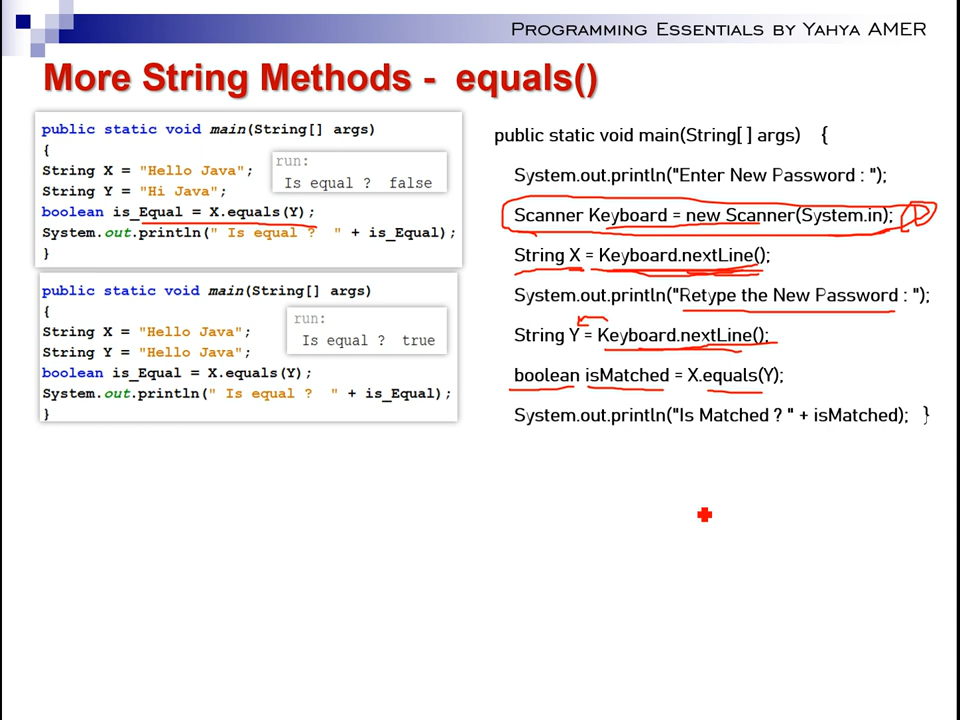 PROGRAMMING ESSENTIALS BY YAHYA AMER
More String Methods - equals()
public static void main(String[] args)
{
String X = "Hello Java";
String Y = "Hi Java";
boolean is_Equal = X.equals(Y);
System.out.println(" Is equal ?  " + is_Equal);
}
run:
Is equal ?  false
public static void main(String[] args)
{
String X = "Hello Java";
String Y = "Hello Java";
boolean is_Equal = X.equals(Y);
System.out.println(" Is equal ?  " + is_Equal);
}
run:
Is equal ?  true
public static void main(String[ ] args)   {
System.out.println("Enter New Password : ");
Scanner Keyboard = new Scanner(System.in);
String X = Keyboard.nextLine();
System.out.println("Retype the New Password : ");
String Y = Keyboard.nextLine();
boolean isMatched = X.equals(Y);
System.out.println("Is Matched ? " + isMatched);   }